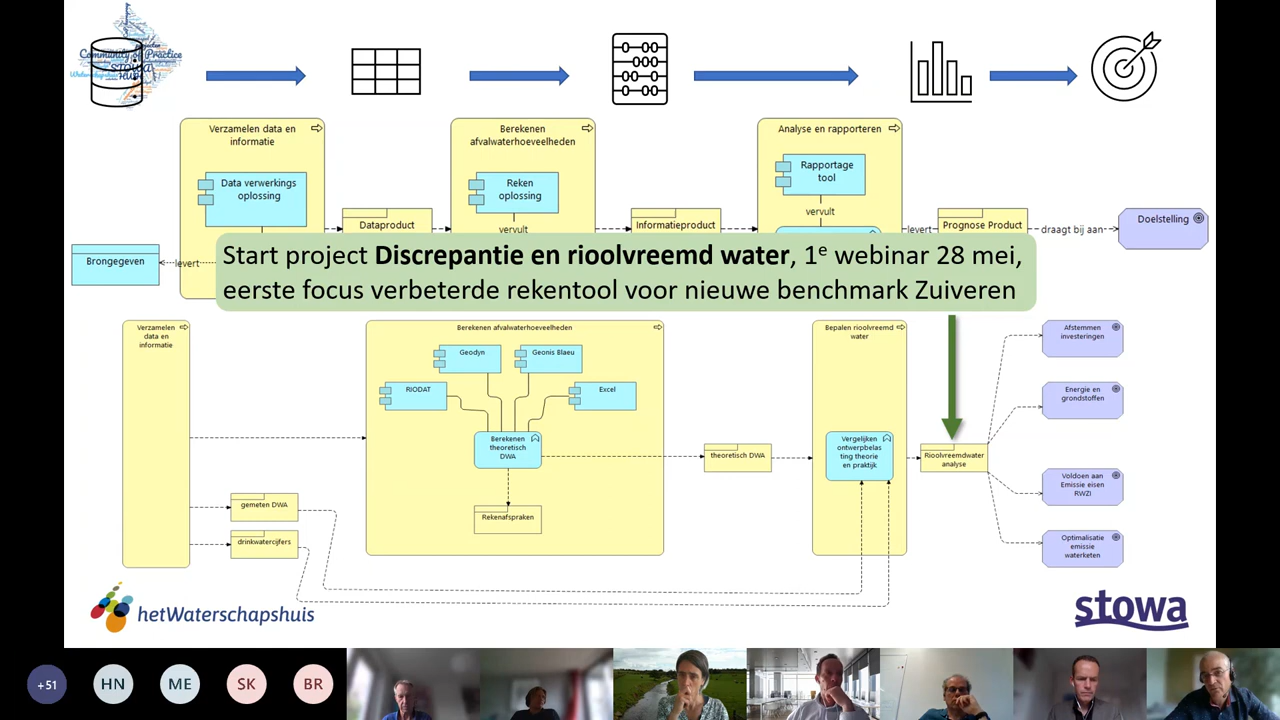 Community of Practice
STOWA
Hub
Verzamelen data en
informatie
Data verwerkings
oplossing
Dataproduct
Berekenen
afvalwaterhoeveelheden
Reken
oplossing
vervult
Informatieproduct
Analyse en rapporteren
Rapportage
tool
vervult
levert
Prognose Product
draagt bij aan
Doelstelling
Brongegeven
levert
Start project Discrepantie en rioolvreemd water, 1e webinar 28 mei,
eerste focus verbeterde rekentool voor nieuwe benchmark Zuiveren
Verzamelen
data en
informatie
gemeten DWA
drinkwatercijfers
Berekenen afvalwaterhoeveelheden
Geodyn
Geonis Blaeu
RIODAT
Excel
Berekenen
theoretisch
DWA
Rekenafspraken
theoretisch DWA
Bepalen rioolvreemd
water
Vergelijken
ontwerpbelas
ting theorie
en praktijk
Rioolvreemdwater
analyse
Afstemmen
investeringen
Energie en
grondstoffen
Voldoen aan
Emissie eisen
RWZI
Optimalisatie
emissie
waterketen
hetWaterschapshuis
stowa
+51
HN
ME
SK
BR